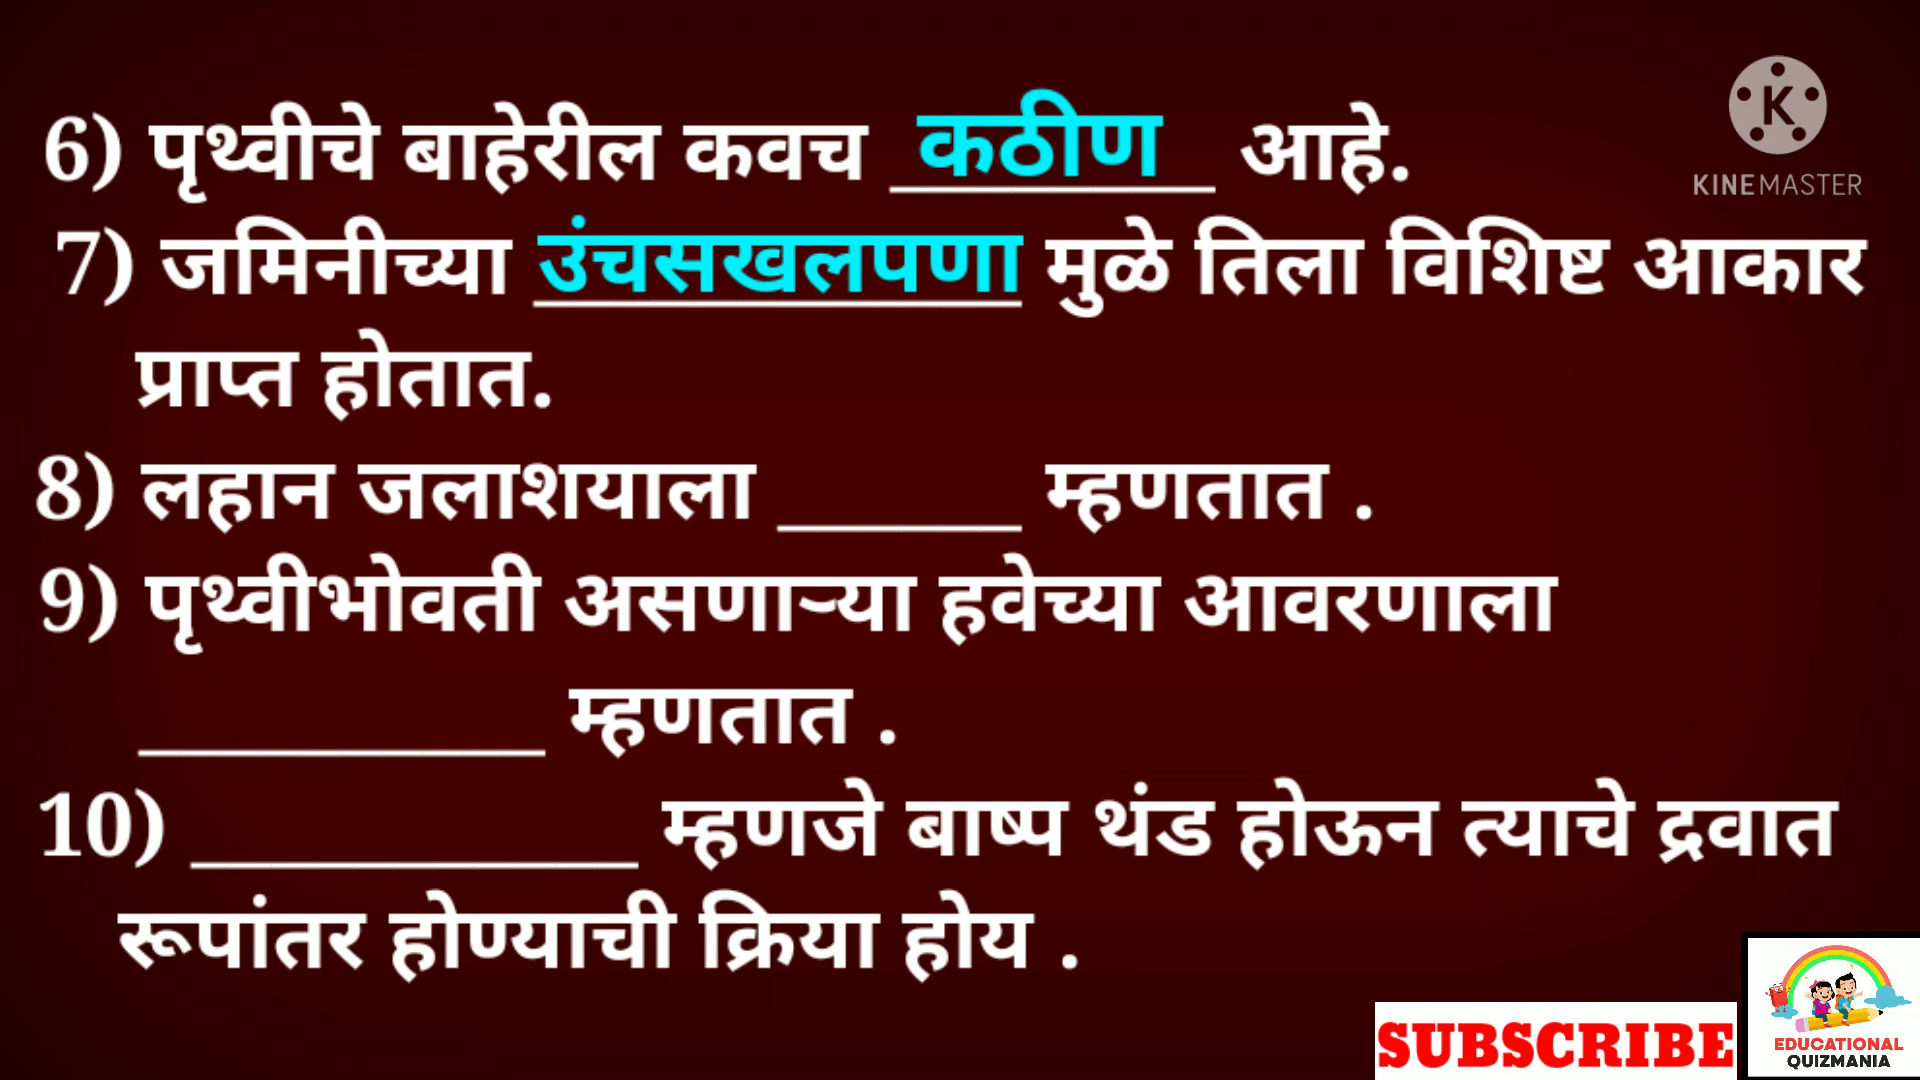 6) पृथ्वीचे बाहेरील कवच कठीण आहे.
7) जमिनीच्या उंचसखलपणा मुळे तिला विशिष्ट आकार
प्राप्त होतात.
8) लहान जलाशयाला ______ म्हणतात .
9) पृथ्वीभोवती असणाऱ्या हवेच्या आवरणाला
__________ म्हणतात .
10) ___________ म्हणजे बाष्प थंड होऊन त्याचे द्रवात
रूपांतर होण्याची क्रिया होय .
K
KINEMASTER
SUBSCRIBE
EDUCATIONAL
QUIZMANIA